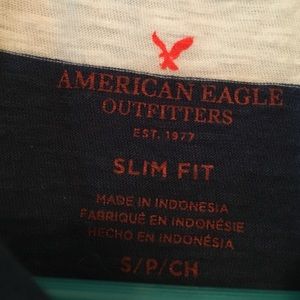 AMERICAN EAGLE
OUTFITTERS
EST. 1977
SLIM FIT
MADE IN INDONESIA
FABRIQUÉ EN INDONÉSIE
HECHO EN INDONESIA
S/P/CH